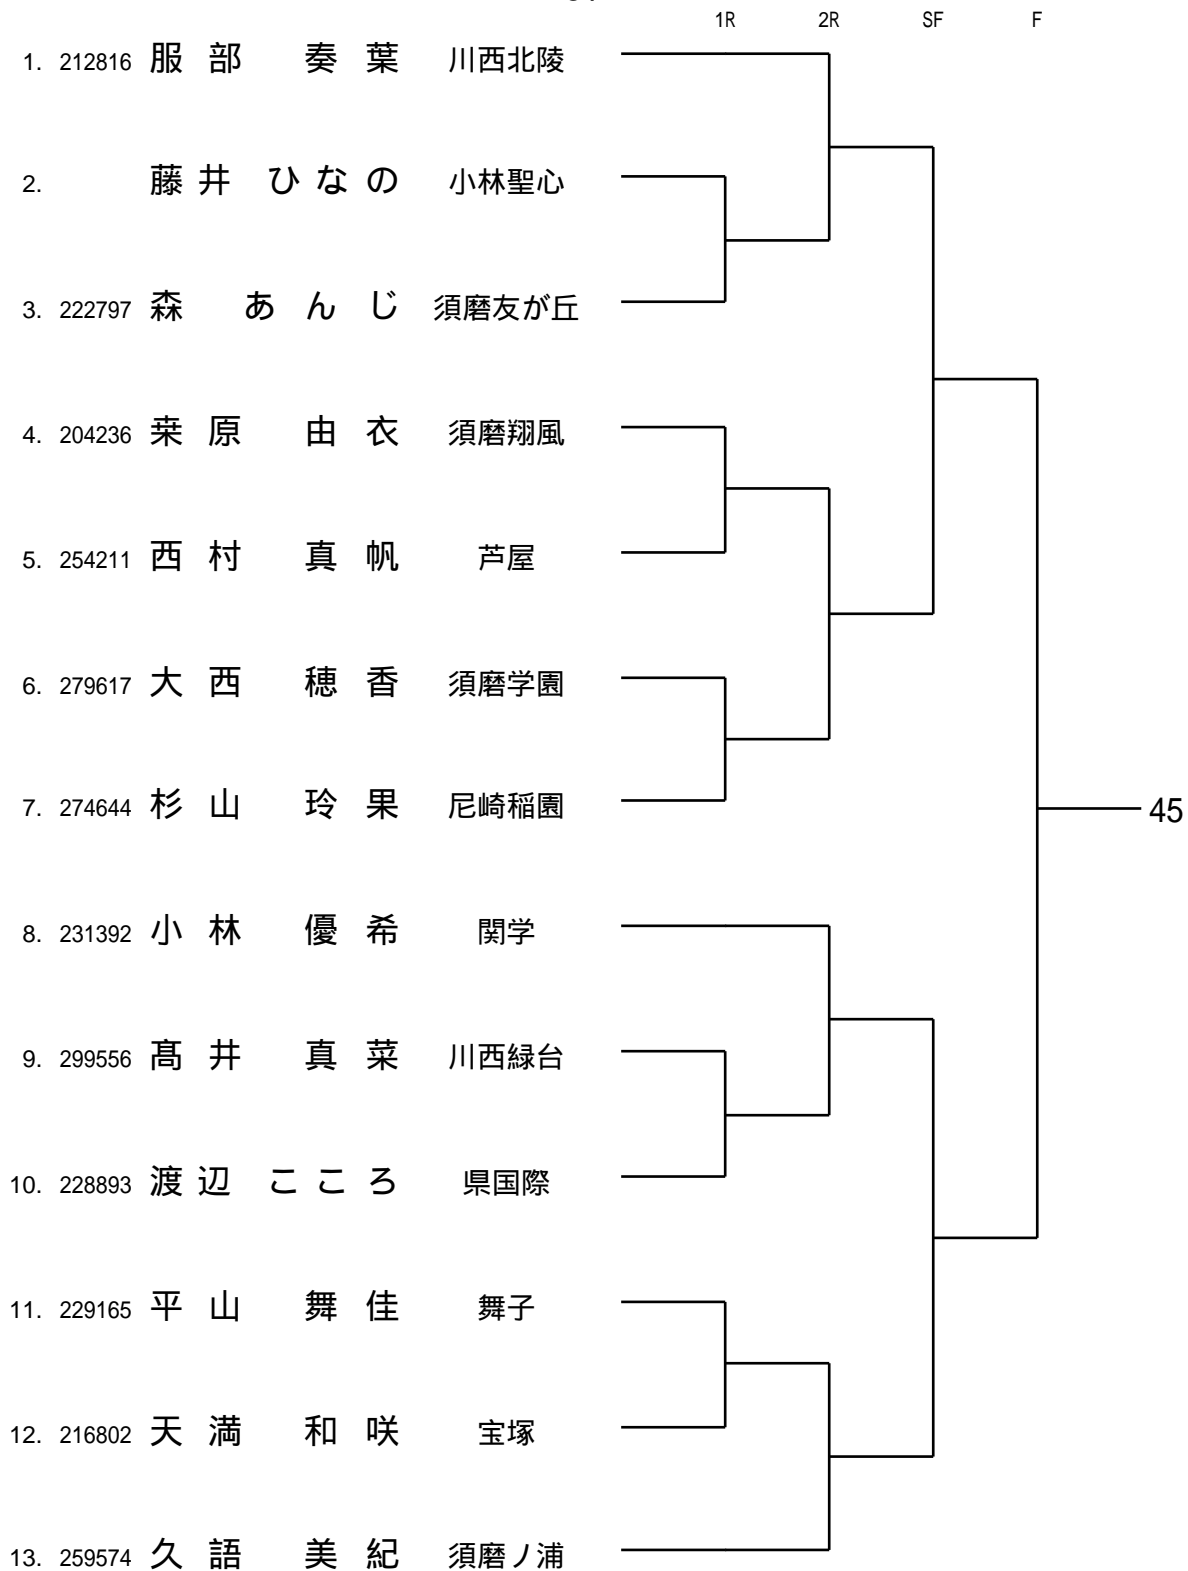 1R 2R SF F
1. 212816 服部 奏葉 川西北陵
2. 藤井 ひなの 小林聖心
3. 222797 森 あんじ 須磨友が丘
4. 204236 桒原 由衣 須磨翔風
5. 254211 西村 真帆 芦屋
6. 279617 大西 穂香 須磨学園
7. 274644 杉山 玲果 尼崎稲園
45
8. 231392 小林 優希 関学
9. 299556 髙井 真菜 川西緑台
10. 228893 渡辺 こころ 県国際
11. 229165 平山 舞佳 舞子
12. 216802 天満 和咲 宝塚
13. 259574 久語 美紀 須磨ノ浦